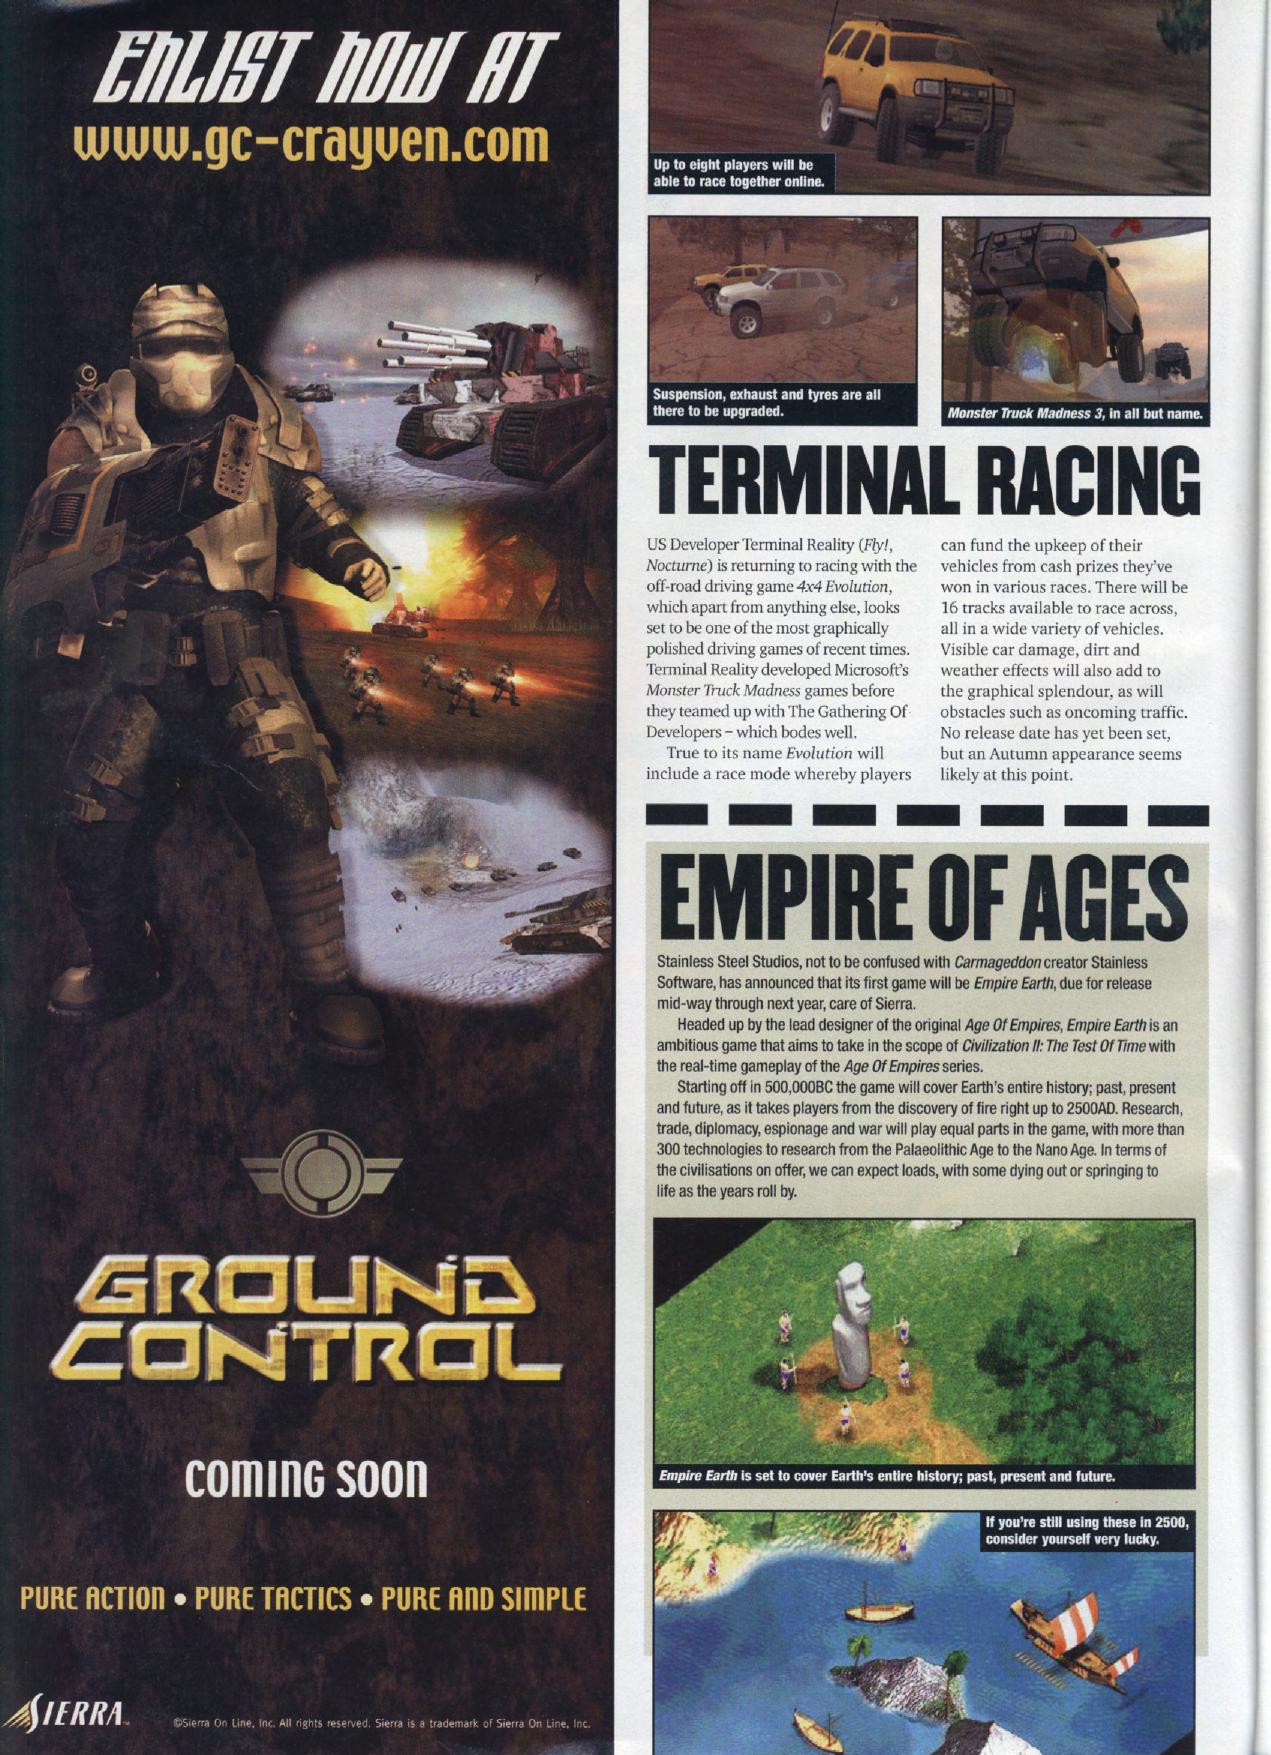 ENLIST NOW AT
www.gc-crayven.com
GROUND
CONTROL
COMING SOON
PURE ACTION • PURE TACTICS • PURE AND SIMPLE
SIERRA™
©Sierra On Line, Inc. All rights reserved. Sierra is a trademark of Sierra On Line, Inc.
Up to eight players will be
able to race together online.
Suspension, exhaust and tyres are all
there to be upgraded.
Monster Truck Madness 3, in all but name.
TERMINAL RACING
US Developer Terminal Reality (Fly!,
Nocturne) is returning to racing with the
off-road driving game 4x4 Evolution,
which apart from anything else, looks
set to be one of the most graphically
polished driving games of recent times.
Terminal Reality developed Microsoft's
Monster Truck Madness games before
they teamed up with The Gathering Of
Developers – which bodes well.
True to its name Evolution will
include a race mode whereby players
can fund the upkeep of their
vehicles from cash prizes they've
won in various races. There will be
16 tracks available to race across,
all in a wide variety of vehicles.
Visible car damage, dirt and
weather effects will also add to
the graphical splendour, as will
obstacles such as oncoming traffic.
No release date has yet been set,
but an Autumn appearance seems
likely at this point.
EMPIRE OF AGES
Stainless Steel Studios, not to be confused with Carmageddon creator Stainless
Software, has announced that its first game will be Empire Earth, due for release
mid-way through next year, care of Sierra.
Headed up by the lead designer of the original Age Of Empires, Empire Earth is an
ambitious game that aims to take in the scope of Civilization II: The Test Of Time with
the real-time gameplay of the Age Of Empires series.
Starting off in 500,000BC the game will cover Earth's entire history; past, present
and future, as it takes players from the discovery of fire right up to 2500AD. Research,
trade, diplomacy, espionage and war will play equal parts in the game, with more than
300 technologies to research from the Palaeolithic Age to the Nano Age. In terms of
the civilisations on offer, we can expect loads, with some dying out or springing to
life as the years roll by.
Empire Earth is set to cover Earth's entire history; past, present and future.
If you're still using these in 2500,
consider yourself very lucky.